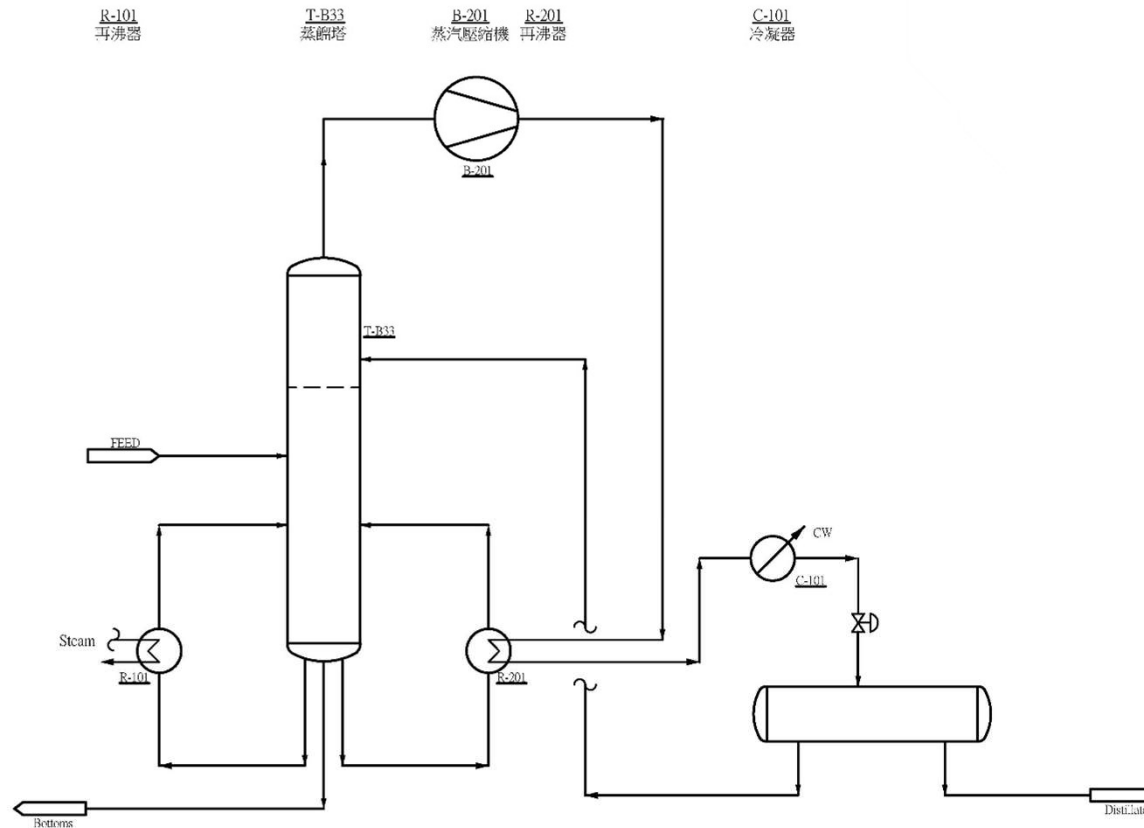 R-101 T-B33 B-201 R-201 C-101
再沸器 蒸餾塔 蒸汽壓縮機 再沸器 冷凝器
B-201
T-B33
FEED
CW
C-101
Steam
R-101
R-201
Bottoms
Distillate